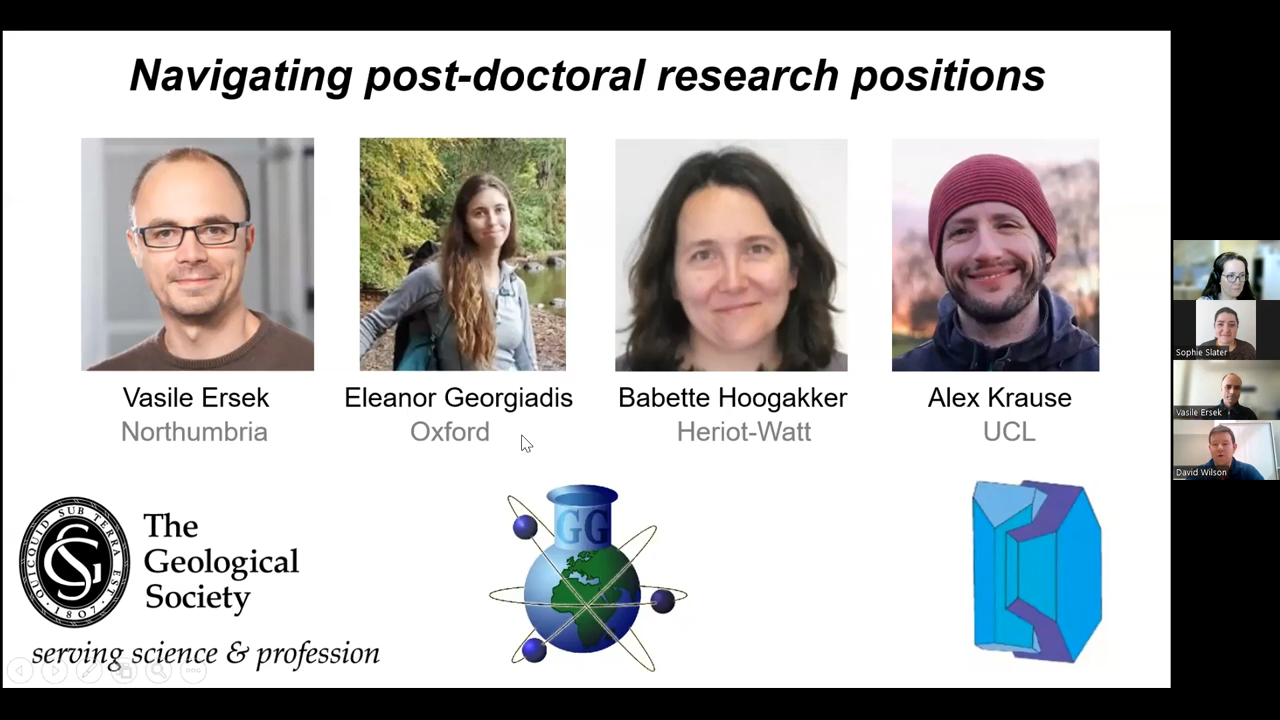 Navigating post-doctoral research positions
Vasile Ersek
Northumbria
Eleanor Georgiadis
Oxford
Babette Hoogakker
Heriot-Watt
Alex Krause
UCL
QUICQUID SUB TERRA EST
1807
The
Geological
Society
serving science & profession
GG
Sophie Slater
Vasile Ersek
David Wilson